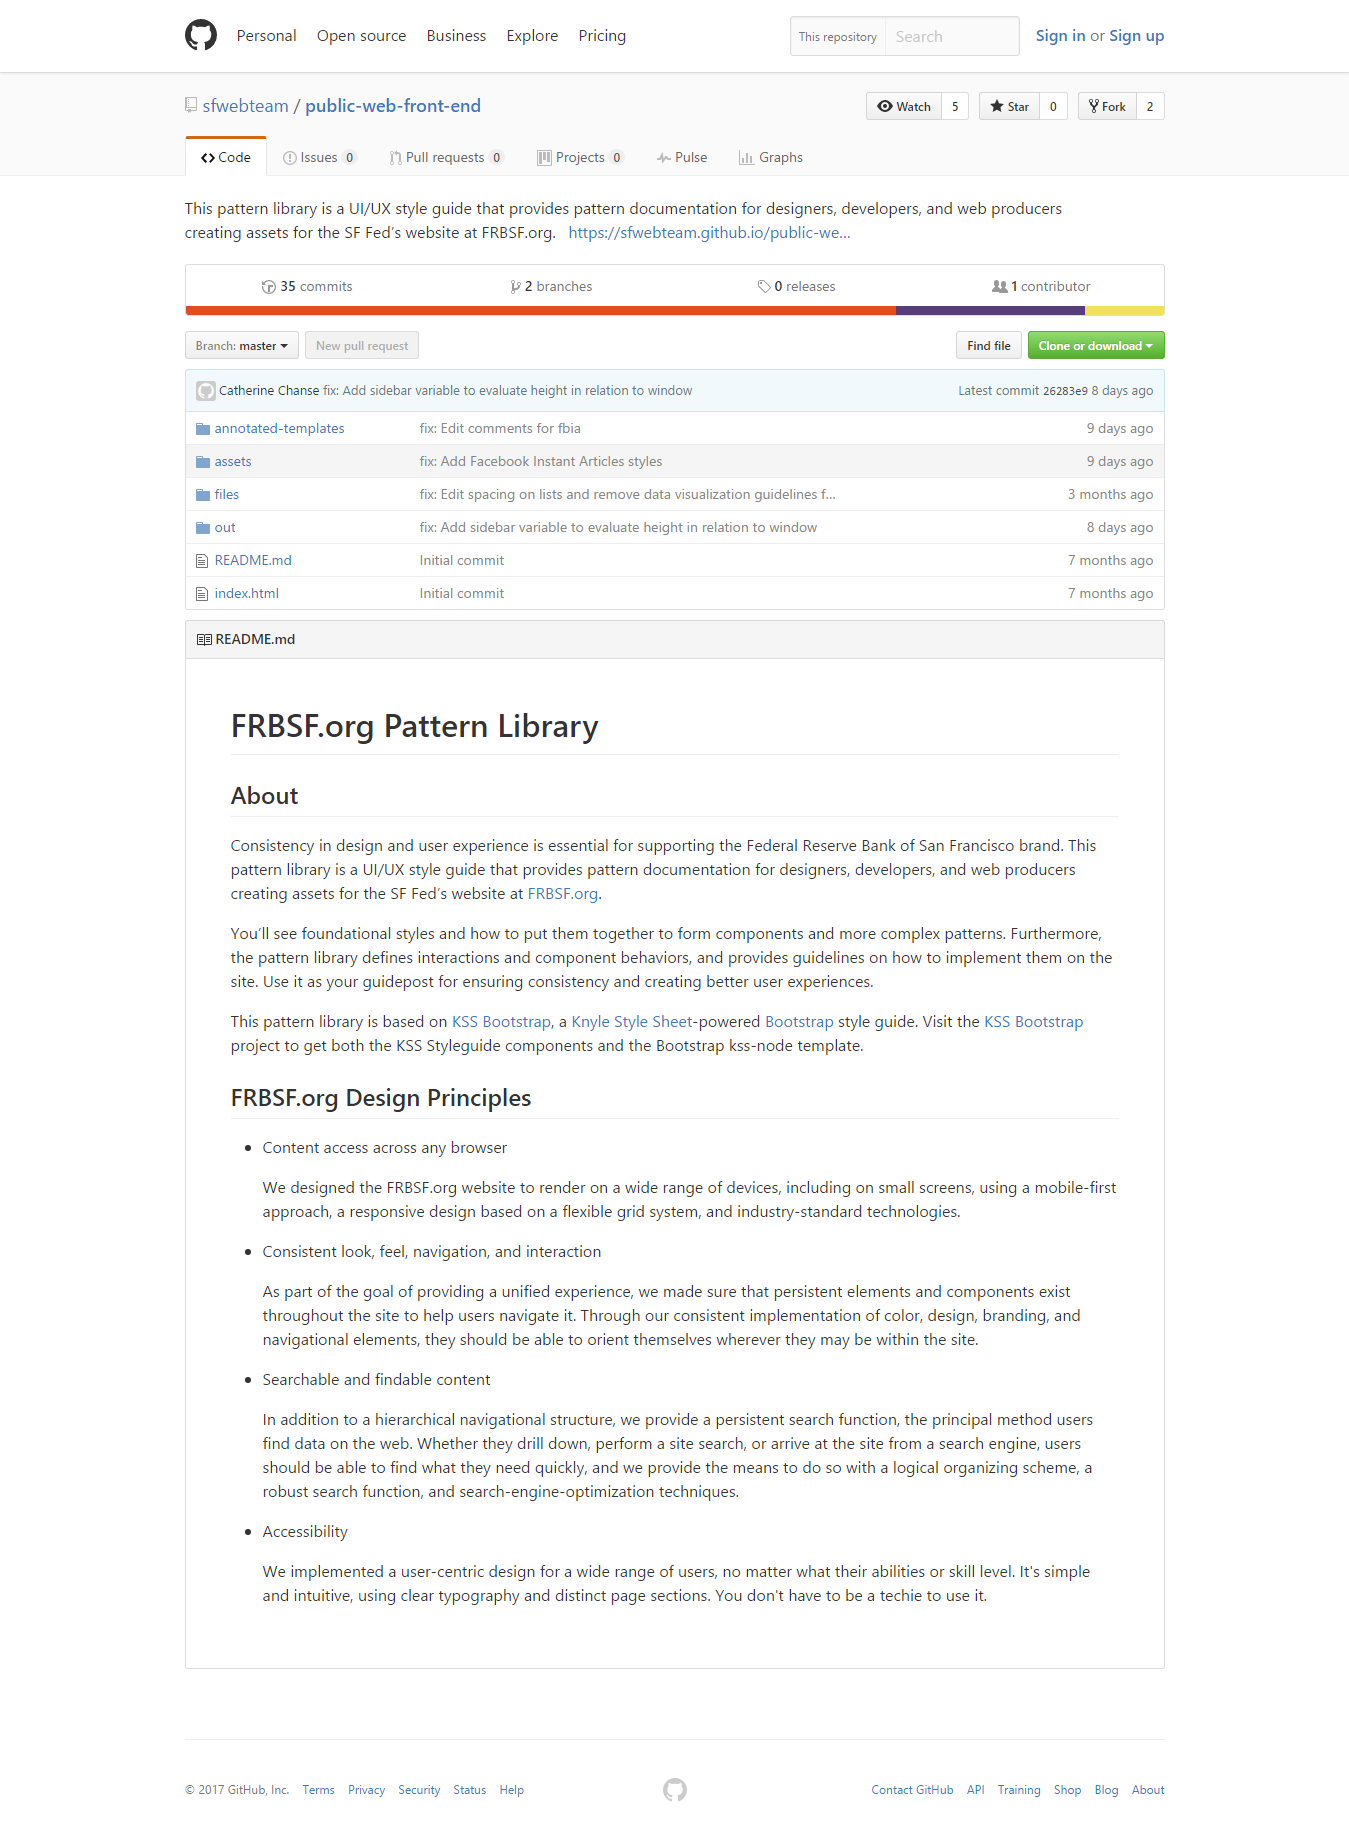 Personal Open source Business Explore Pricing This repository Search Sign in or Sign up
sfwebteam / public-web-front-end Watch 5 Star 0 Fork 2
Code Issues 0 Pull requests 0 Projects 0 Pulse Graphs
This pattern library is a UI/UX style guide that provides pattern documentation for designers, developers, and web producers
creating assets for the SF Fed's website at FRBSF.org. https://sfwebteam.github.io/public-we…
35 commits 2 branches 0 releases 1 contributor
Branch: master New pull request Find file Clone or download
Catherine Chanse fix: Add sidebar variable to evaluate height in relation to window Latest commit 26283e9 8 days ago
annotated-templates fix: Edit comments for fbia 9 days ago
assets fix: Add Facebook Instant Articles styles 9 days ago
files fix: Edit spacing on lists and remove data visualization guidelines f… 3 months ago
out fix: Add sidebar variable to evaluate height in relation to window 8 days ago
README.md Initial commit 7 months ago
index.html Initial commit 7 months ago
README.md
FRBSF.org Pattern Library
About
Consistency in design and user experience is essential for supporting the Federal Reserve Bank of San Francisco brand. This
pattern library is a UI/UX style guide that provides pattern documentation for designers, developers, and web producers
creating assets for the SF Fed's website at FRBSF.org.
You'll see foundational styles and how to put them together to form components and more complex patterns. Furthermore,
the pattern library defines interactions and component behaviors, and provides guidelines on how to implement them on the
site. Use it as your guidepost for ensuring consistency and creating better user experiences.
This pattern library is based on KSS Bootstrap, a Knyle Style Sheet-powered Bootstrap style guide. Visit the KSS Bootstrap
project to get both the KSS Styleguide components and the Bootstrap kss-node template.
FRBSF.org Design Principles
• Content access across any browser
We designed the FRBSF.org website to render on a wide range of devices, including on small screens, using a mobile-first
approach, a responsive design based on a flexible grid system, and industry-standard technologies.
• Consistent look, feel, navigation, and interaction
As part of the goal of providing a unified experience, we made sure that persistent elements and components exist
throughout the site to help users navigate it. Through our consistent implementation of color, design, branding, and
navigational elements, they should be able to orient themselves wherever they may be within the site.
• Searchable and findable content
In addition to a hierarchical navigational structure, we provide a persistent search function, the principal method users
find data on the web. Whether they drill down, perform a site search, or arrive at the site from a search engine, users
should be able to find what they need quickly, and we provide the means to do so with a logical organizing scheme, a
robust search function, and search-engine-optimization techniques.
• Accessibility
We implemented a user-centric design for a wide range of users, no matter what their abilities or skill level. It's simple
and intuitive, using clear typography and distinct page sections. You don't have to be a techie to use it.
© 2017 GitHub, Inc. Terms Privacy Security Status Help Contact GitHub API Training Shop Blog About